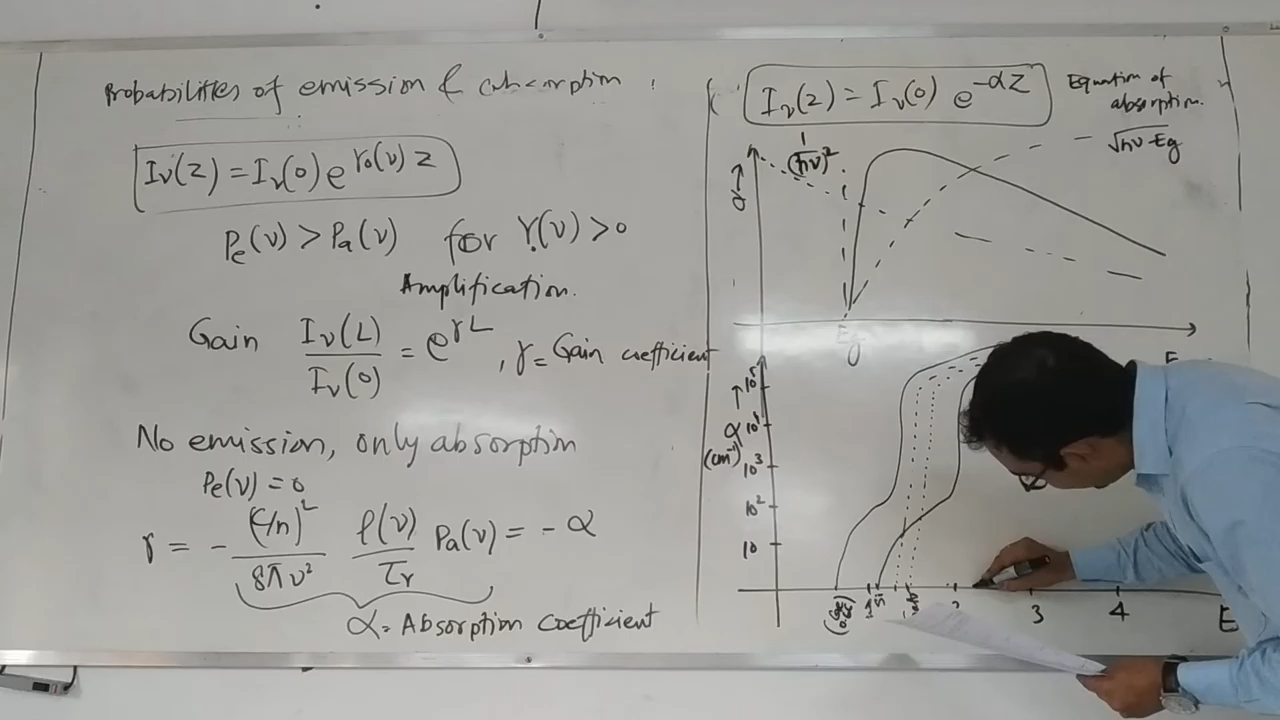 Probabilities of emission & absorption :
Iν(z) = Iν(0) e^γ₀(ν) z
Pe(ν) > Pa(ν) for γ(ν) > 0
Amplification.
Gain Iν(L) / Iν(0) = e^γL , γ = Gain coefficient
No emission, only absorption
Pe(ν) = 0
γ = - (c/n)² / 8πν² ρ(ν) / τr Pa(ν) = - α
α = Absorption coefficient
Iν(z) = Iν(0) e^-αz
Equation of
absorption.
1 / (hν)²
√hν-Eg
α →
Eg
E
α →
(cm⁻¹)
10⁵
10⁴
10³
10²
10
Si
2
3
4
E